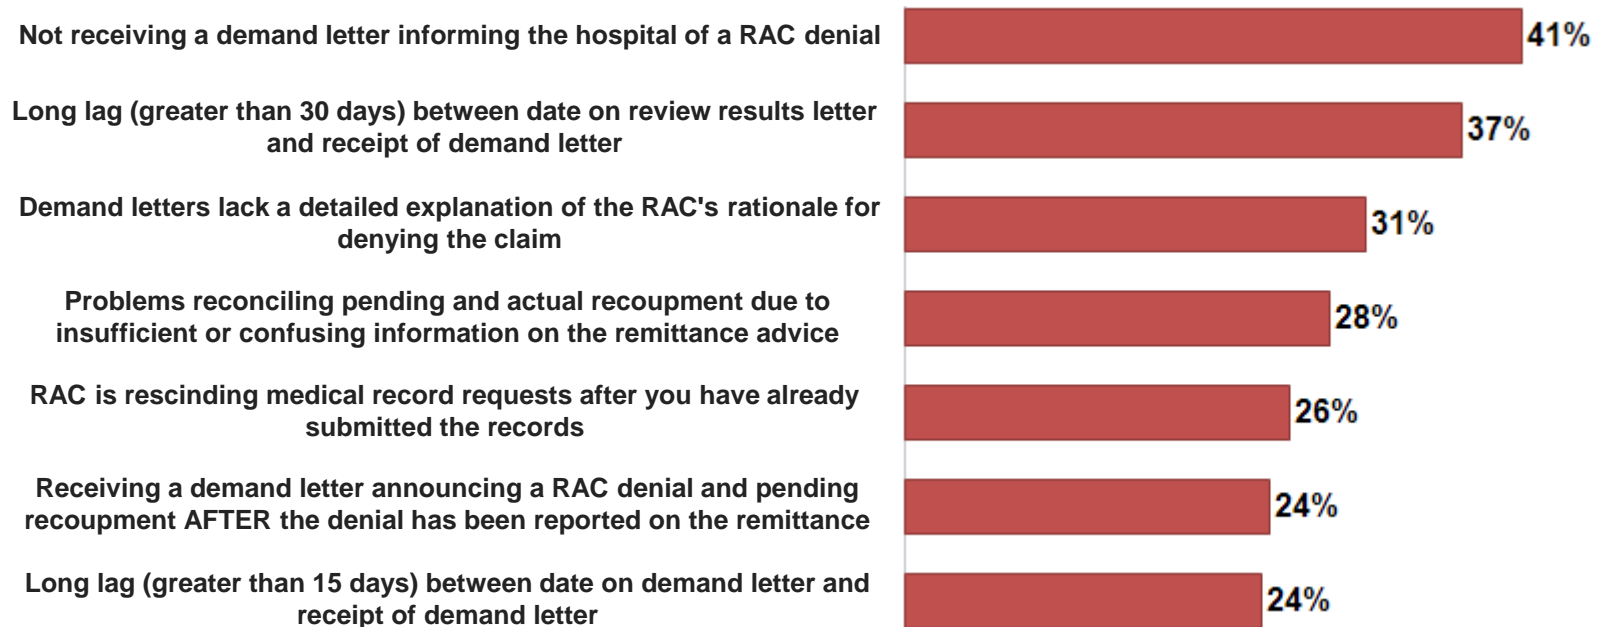 Not receiving a demand letter informing the hospital of a RAC denial
41%
Long lag (greater than 30 days) between date on review results letter
and receipt of demand letter
37%
Demand letters lack a detailed explanation of the RAC's rationale for
denying the claim
31%
Problems reconciling pending and actual recoupment due to
insufficient or confusing information on the remittance advice
28%
RAC is rescinding medical record requests after you have already
submitted the records
26%
Receiving a demand letter announcing a RAC denial and pending
recoupment AFTER the denial has been reported on the remittance
24%
Long lag (greater than 15 days) between date on demand letter and
receipt of demand letter
24%